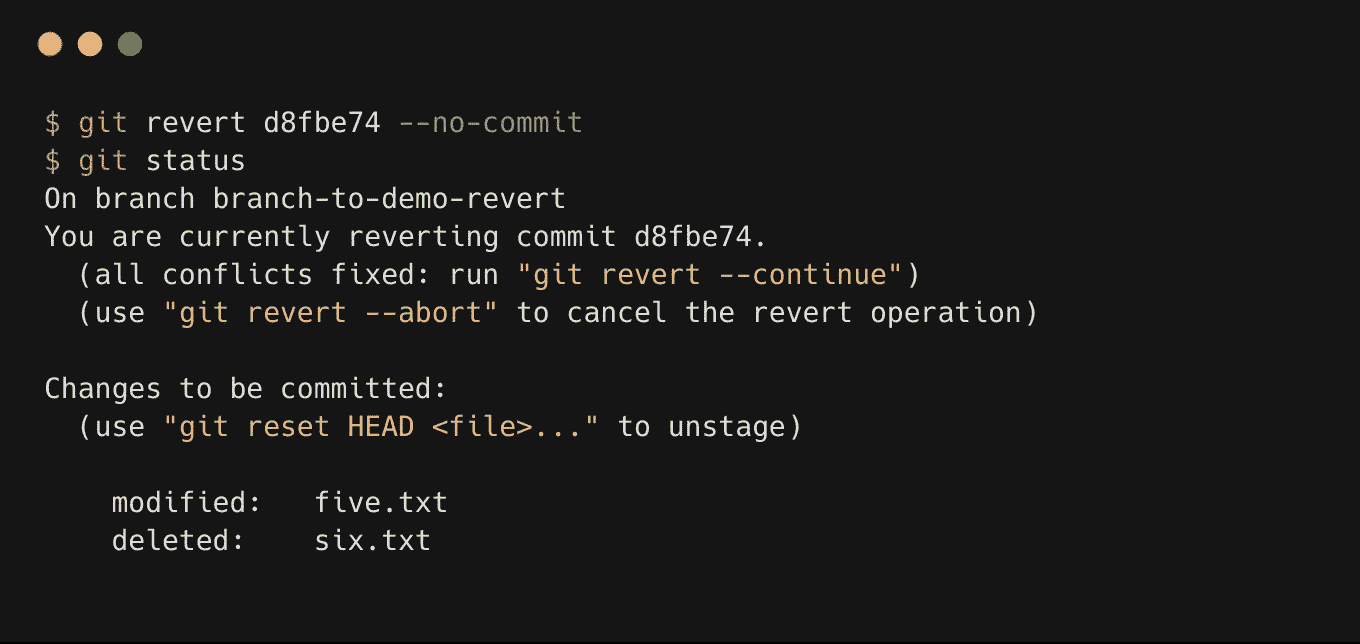 $ git revert d8fbe74 --no-commit
$ git status
On branch branch-to-demo-revert
You are currently reverting commit d8fbe74.
  (all conflicts fixed: run "git revert --continue")
  (use "git revert --abort" to cancel the revert operation)
Changes to be committed:
  (use "git reset HEAD <file>..." to unstage)
    modified:   five.txt
    deleted:    six.txt